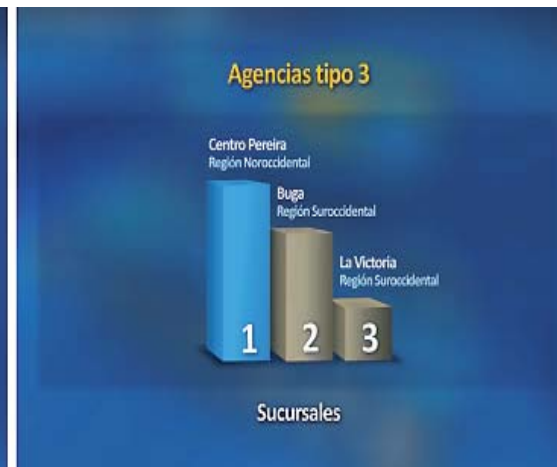 Agencias tipo 3
Centro Pereira
Región Noroccidental
Buga
Región Suroccidental
La Victoria
Región Suroccidental
1
2
3
Sucursales